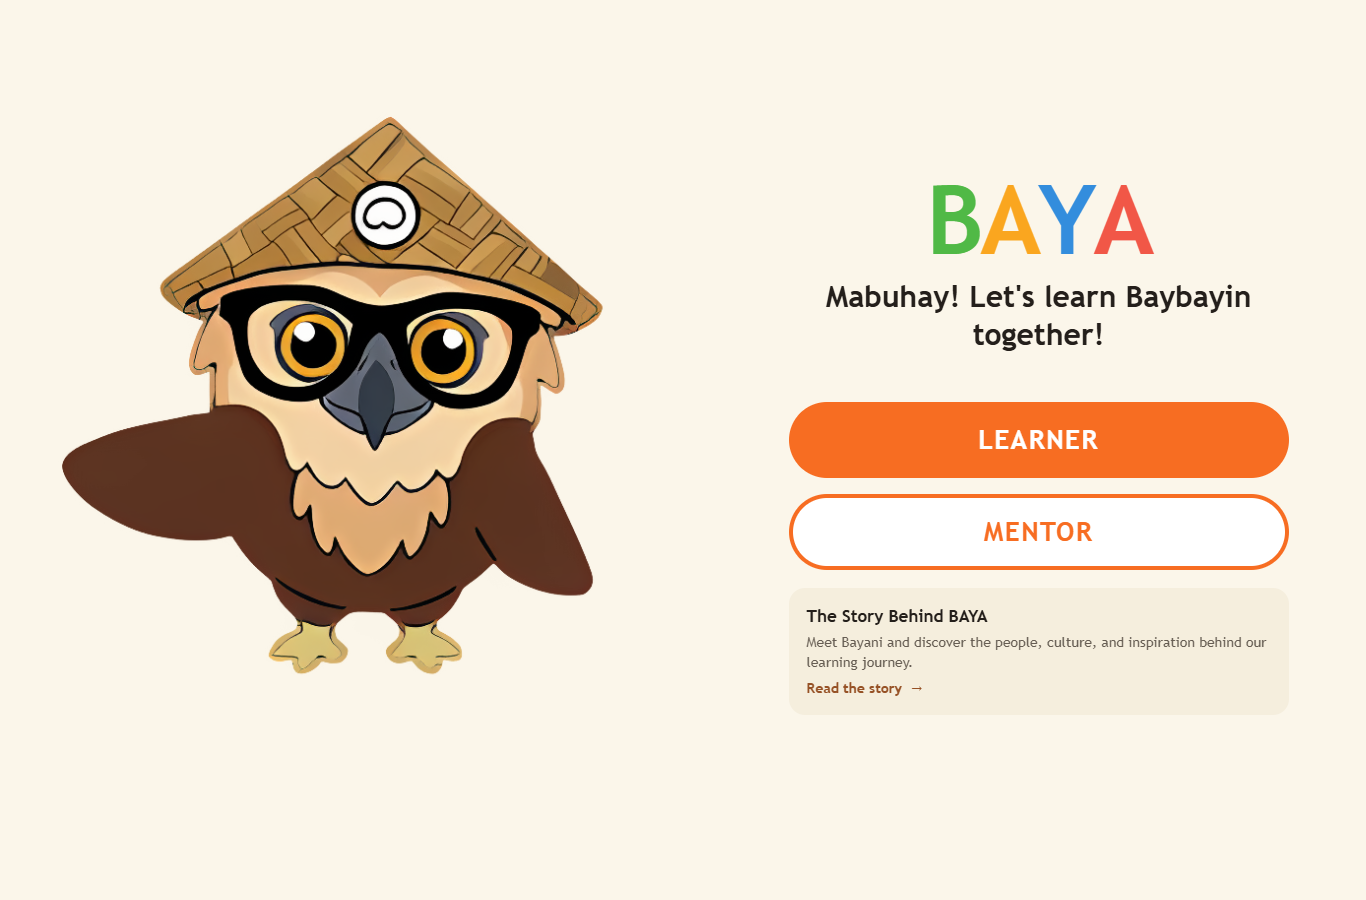 ᜊ
BAYA
Mabuhay! Let's learn Baybayin
together!
LEARNER
MENTOR
The Story Behind BAYA
Meet Bayani and discover the people, culture, and inspiration behind our
learning journey.
Read the story →